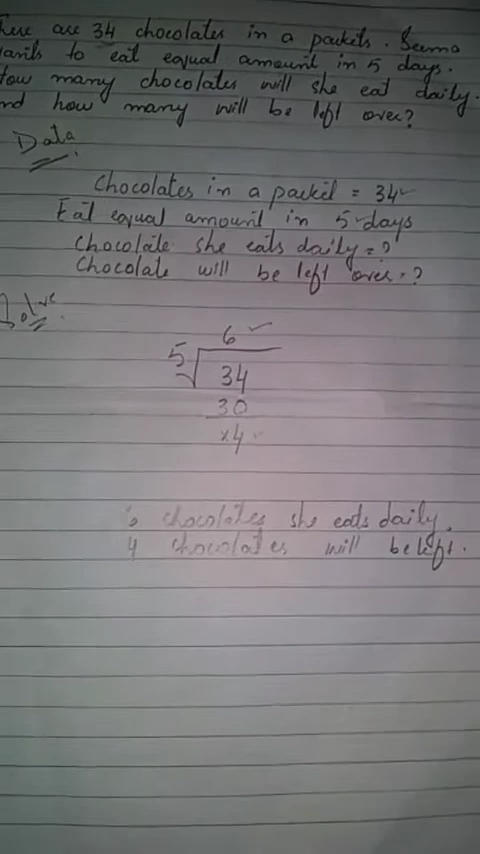 here are 34 chocolates in a packets. Seema
wants to eat equal amount in 5 days.
How many chocolates will she eat daily.
and how many will be left over?
Data
Chocolates in a packet = 34
Eat equal amount in 5 days
Chocolate she eats daily = ?
Chocolate will be left over = ?
Solve
6
5 34
30
×4
6 chocolates she eats daily.
4 chocolates will be left.